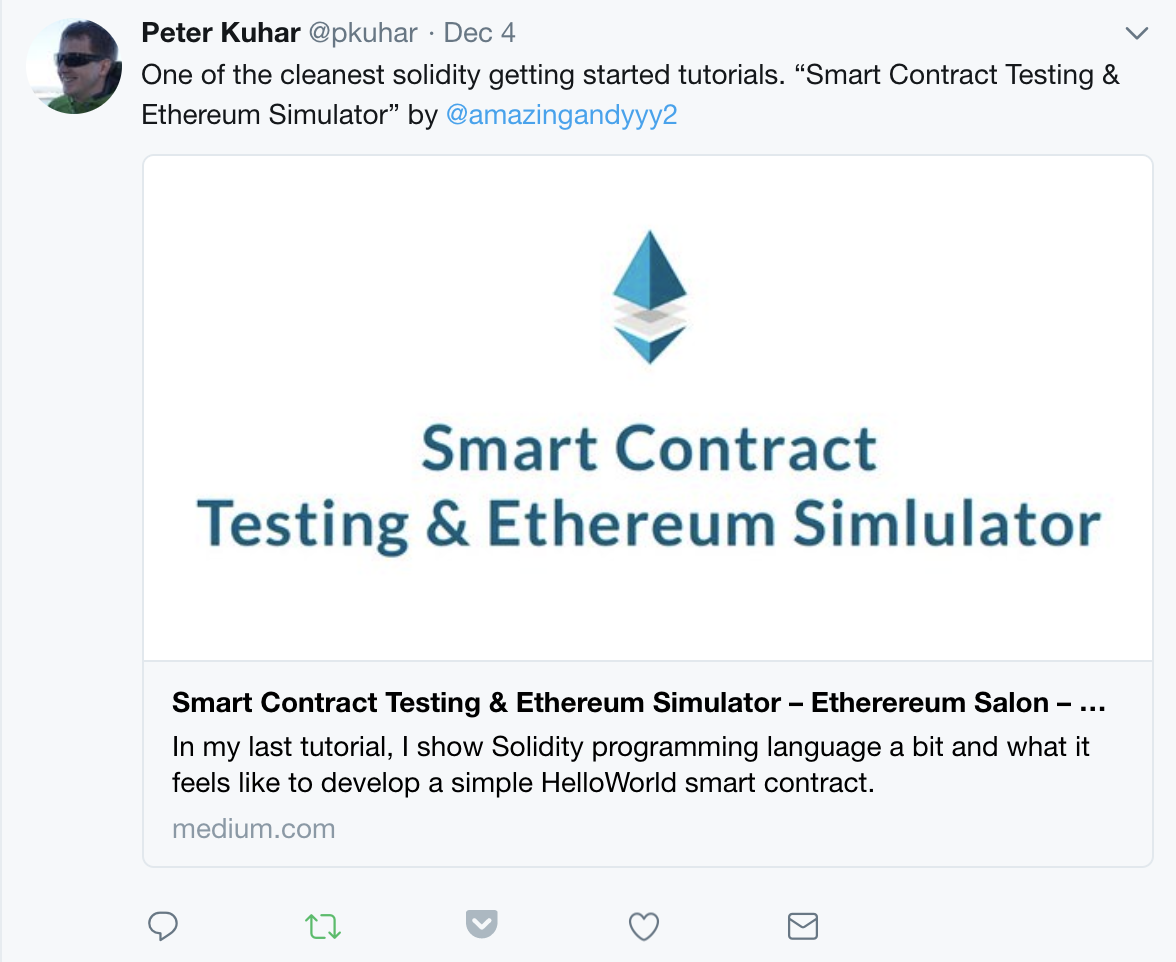 Peter Kuhar @pkuhar · Dec 4
One of the cleanest solidity getting started tutorials. “Smart Contract Testing &
Ethereum Simulator” by @amazingandyyy2
Smart Contract
Testing & Ethereum Simlulator
Smart Contract Testing & Ethereum Simulator – Etherereum Salon – ...
In my last tutorial, I show Solidity programming language a bit and what it
feels like to develop a simple HelloWorld smart contract.
medium.com